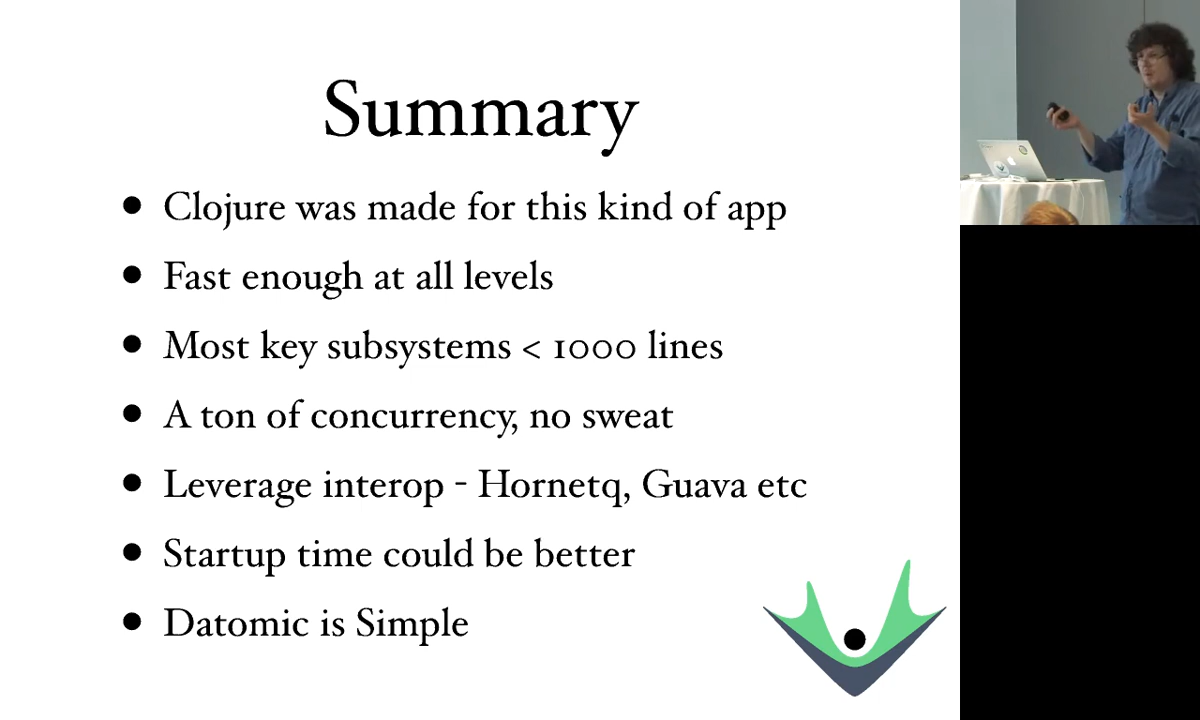 Summary
• Clojure was made for this kind of app
• Fast enough at all levels
• Most key subsystems < 1000 lines
• A ton of concurrency, no sweat
• Leverage interop - Hornetq, Guava etc
• Startup time could be better
• Datomic is Simple